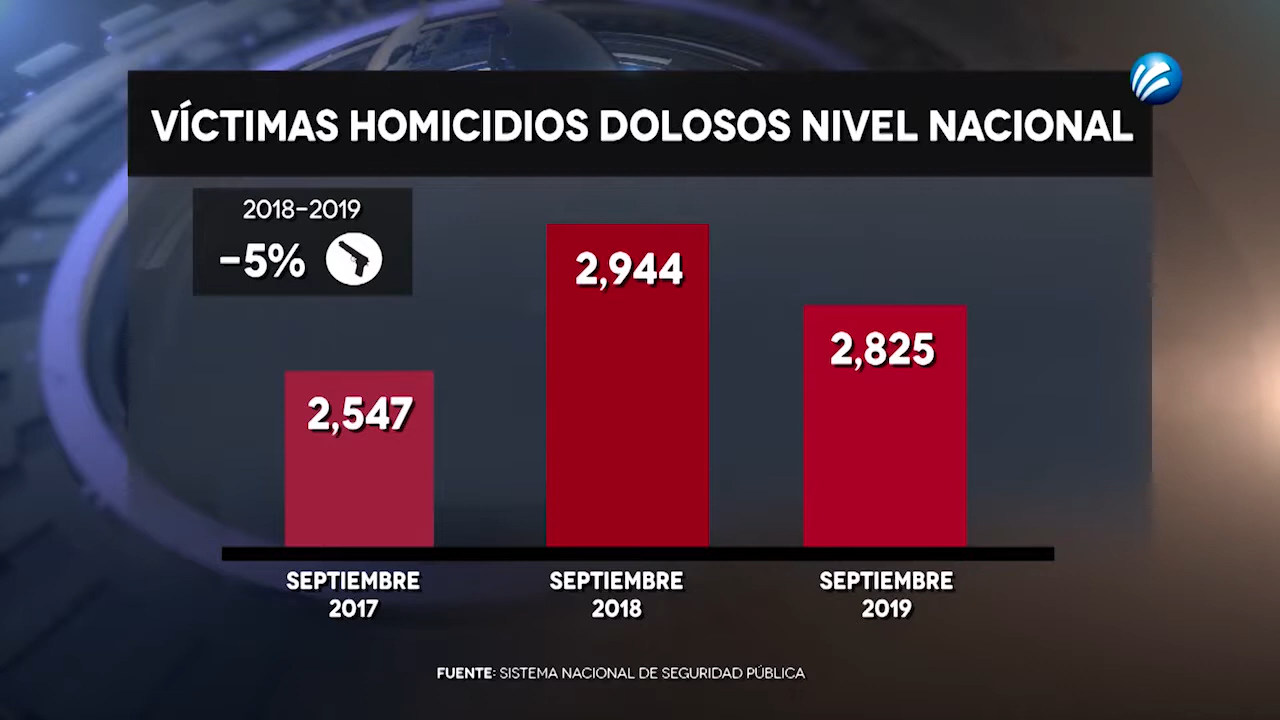 VÍCTIMAS HOMICIDIOS DOLOSOS NIVEL NACIONAL
2018-2019
-5%
2,547
2,944
2,825
SEPTIEMBRE
2017
SEPTIEMBRE
2018
SEPTIEMBRE
2019
FUENTE: SISTEMA NACIONAL DE SEGURIDAD PÚBLICA